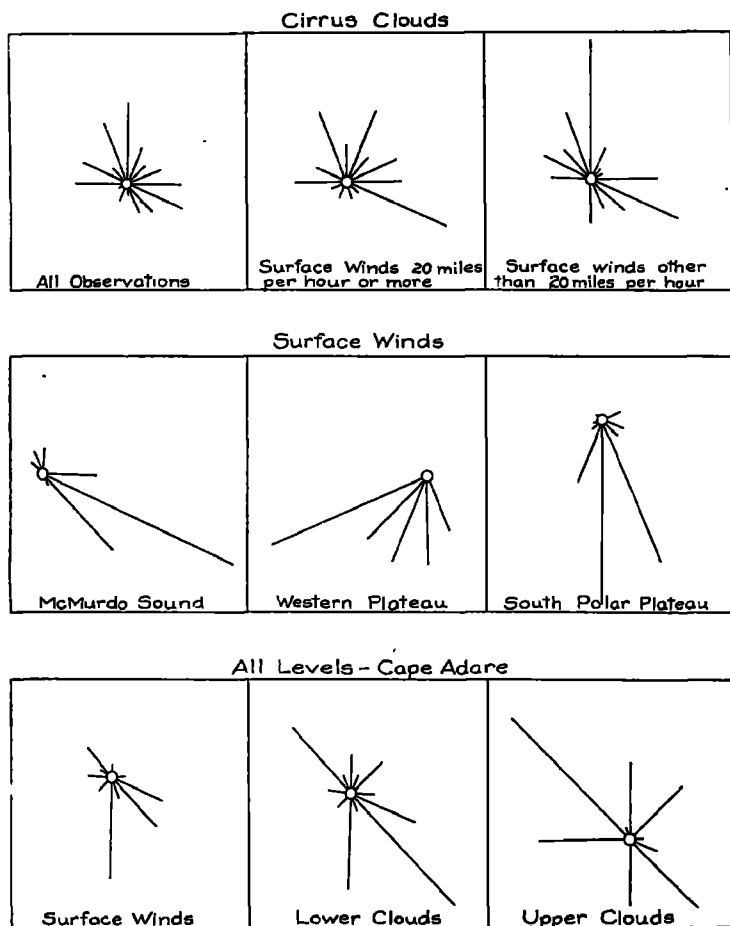 Cirrus Clouds
All Observations
Surface Winds 20 miles
per hour or more
Surface winds other
than 20 miles per hour
Surface Winds
McMurdo Sound
Western Plateau
South Polar Plateau
All Levels - Cape Adare
Surface Winds
Lower Clouds
Upper Clouds